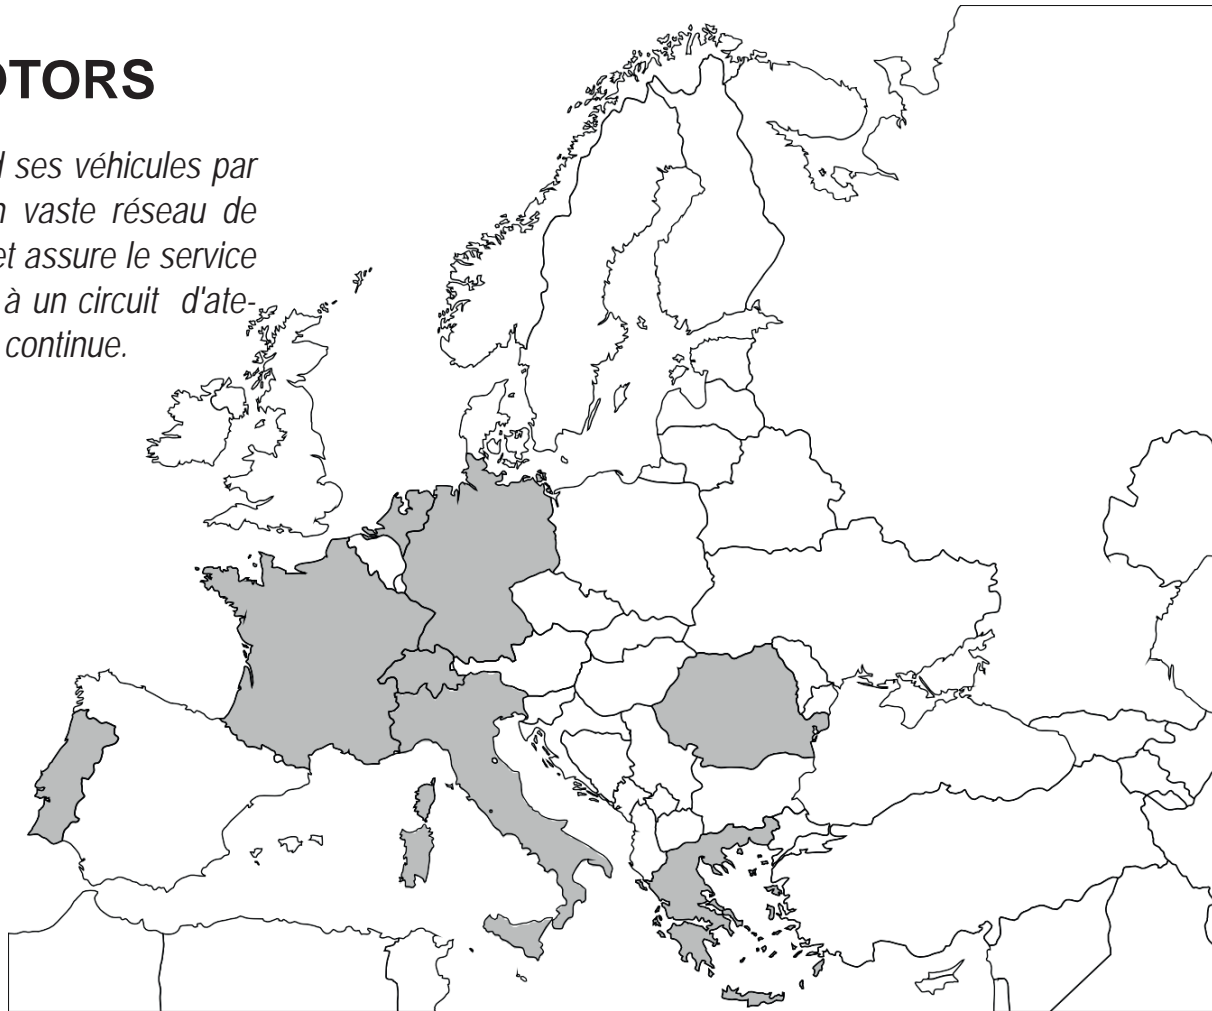 OTORS
ses véhicules par
vaste réseau de
et assure le service
à un circuit d'ate-
continue.